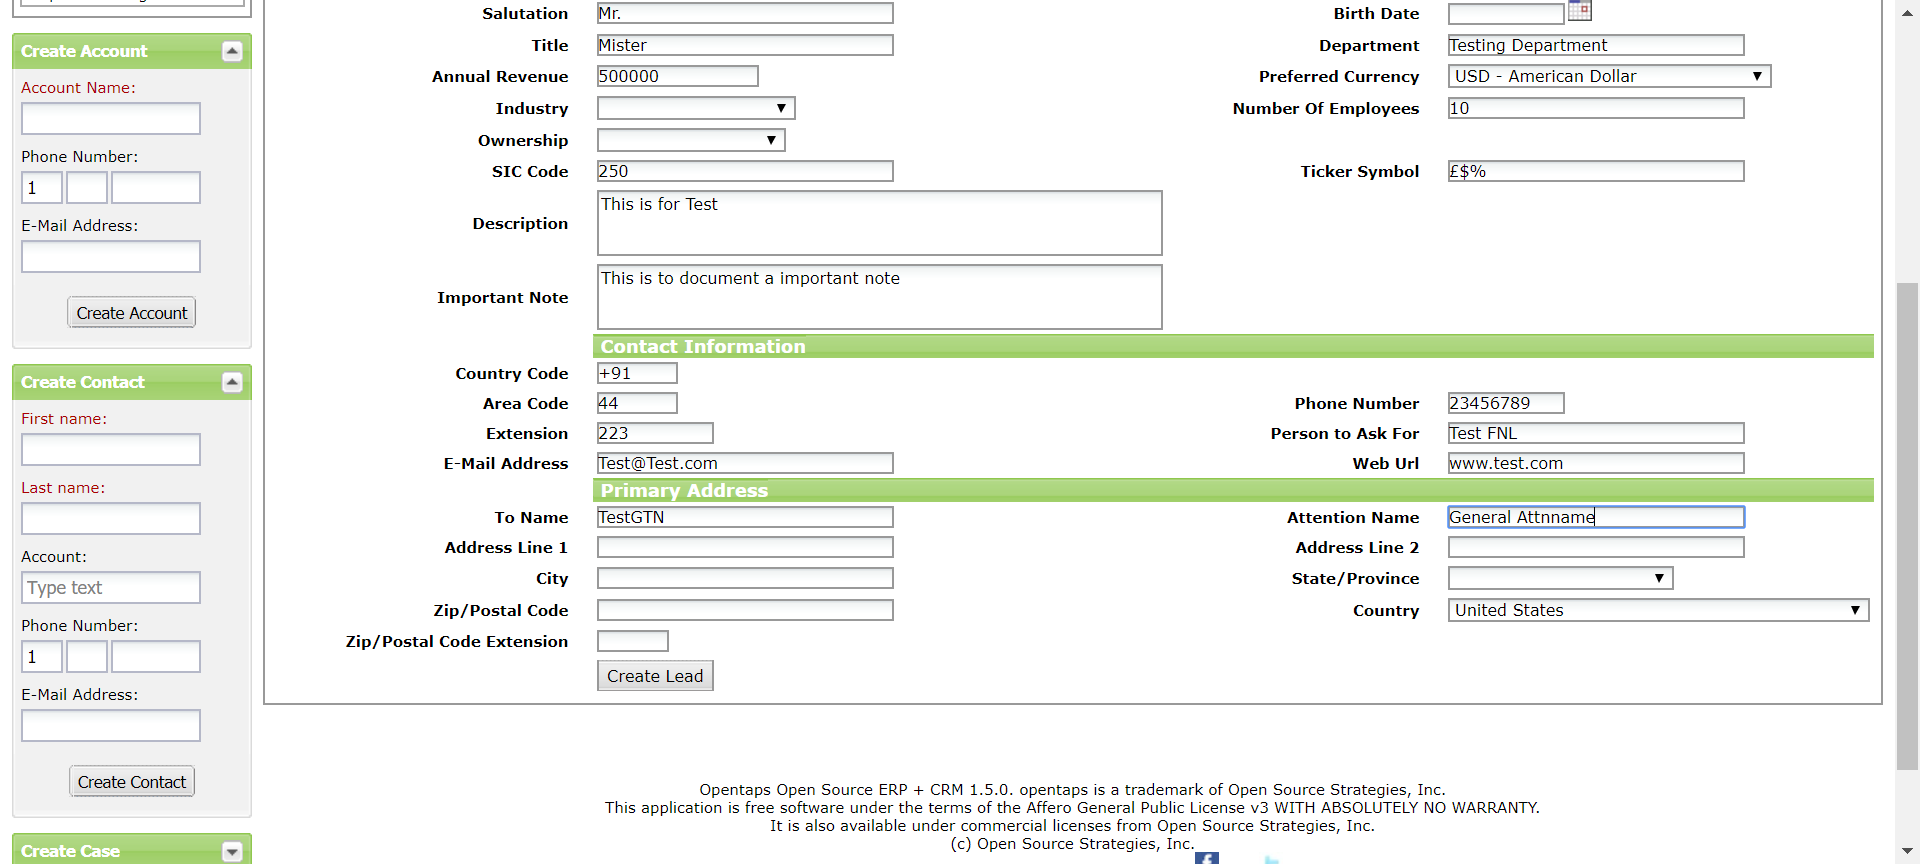 Create Account
Account Name:
Phone Number:
1
E-Mail Address:
Create Account
Create Contact
First name:
Last name:
Account:
Type text
Phone Number:
1
E-Mail Address:
Create Contact
Create Case
Salutation Mr. Birth Date
Title Mister Department Testing Department
Annual Revenue 500000 Preferred Currency USD - American Dollar
Industry Number Of Employees 10
Ownership
SIC Code 250 Ticker Symbol £$%
Description This is for Test
Important Note This is to document a important note
Contact Information
Country Code +91
Area Code 44 Phone Number 23456789
Extension 223 Person to Ask For Test FNL
E-Mail Address Test@Test.com Web Url www.test.com
Primary Address
To Name TestGTN Attention Name General Attnname
Address Line 1 Address Line 2
City State/Province
Zip/Postal Code Country United States
Zip/Postal Code Extension
Create Lead
Opentaps Open Source ERP + CRM 1.5.0. opentaps is a trademark of Open Source Strategies, Inc.
This application is free software under the terms of the Affero General Public License v3 WITH ABSOLUTELY NO WARRANTY.
It is also available under commercial licenses from Open Source Strategies, Inc.
(c) Open Source Strategies, Inc.